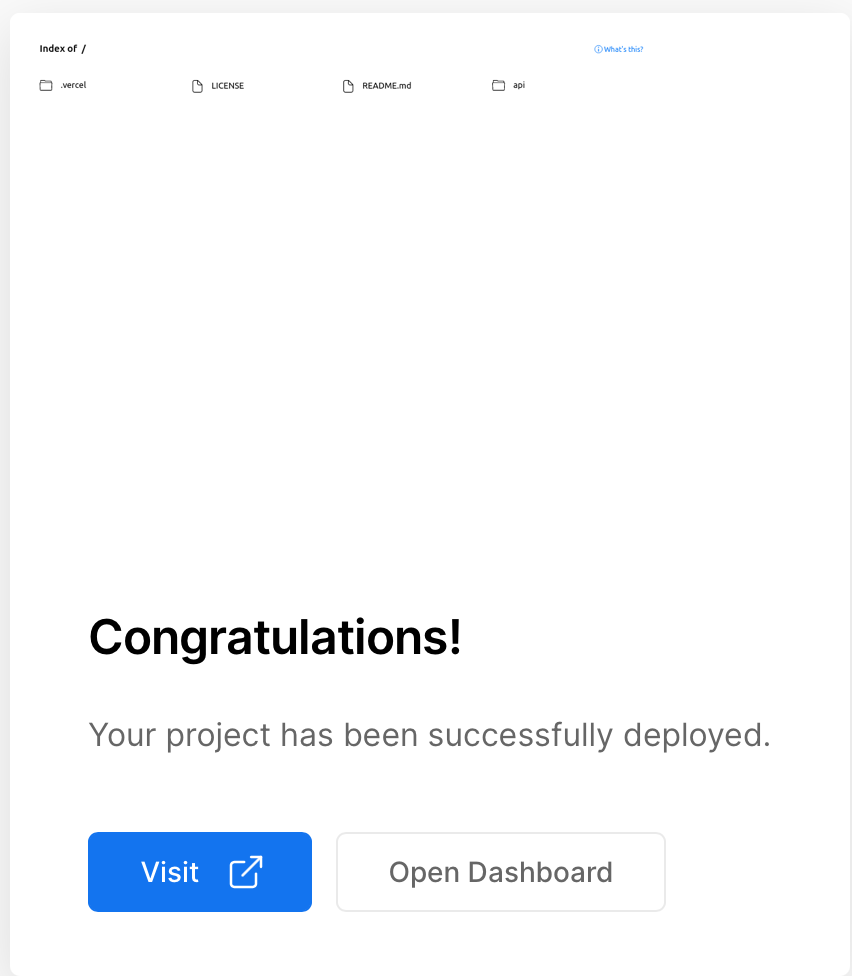 Index of /
What's this?
.vercel
LICENSE
README.md
api
Congratulations!
Your project has been successfully deployed.
Visit
Open Dashboard